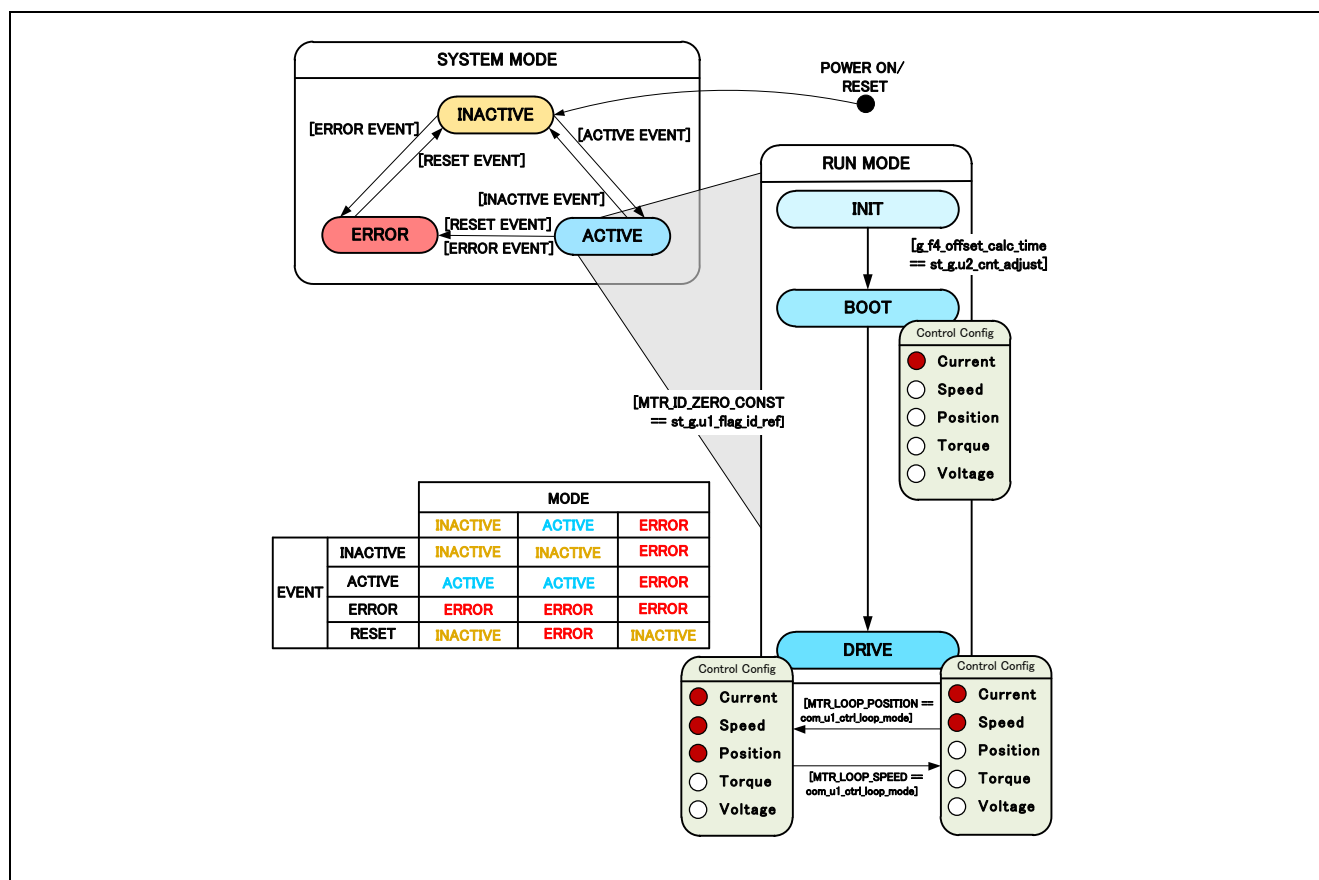 SYSTEM MODE
POWER ON/
RESET
INACTIVE
[ERROR EVENT]
[ACTIVE EVENT]
[RESET EVENT]
[INACTIVE EVENT]
ERROR
[RESET EVENT]
[ERROR EVENT]
ACTIVE
RUN MODE
INIT
[g_f4_offset_calc_time
== st_g.u2_cnt_adjust]
BOOT
Control Config
Current
Speed
Position
Torque
Voltage
[MTR_ID_ZERO_CONST
== st_g.u1_flag_id_ref]
MODE
INACTIVE ACTIVE ERROR
EVENT
INACTIVE INACTIVE INACTIVE ERROR
ACTIVE ACTIVE ACTIVE ERROR
ERROR ERROR ERROR ERROR
RESET INACTIVE ERROR INACTIVE
DRIVE
Control Config
Current
Speed
Position
Torque
Voltage
[MTR_LOOP_POSITION ==
com_u1_ctrl_loop_mode]
[MTR_LOOP_SPEED ==
com_u1_ctrl_loop_mode]
Control Config
Current
Speed
Position
Torque
Voltage